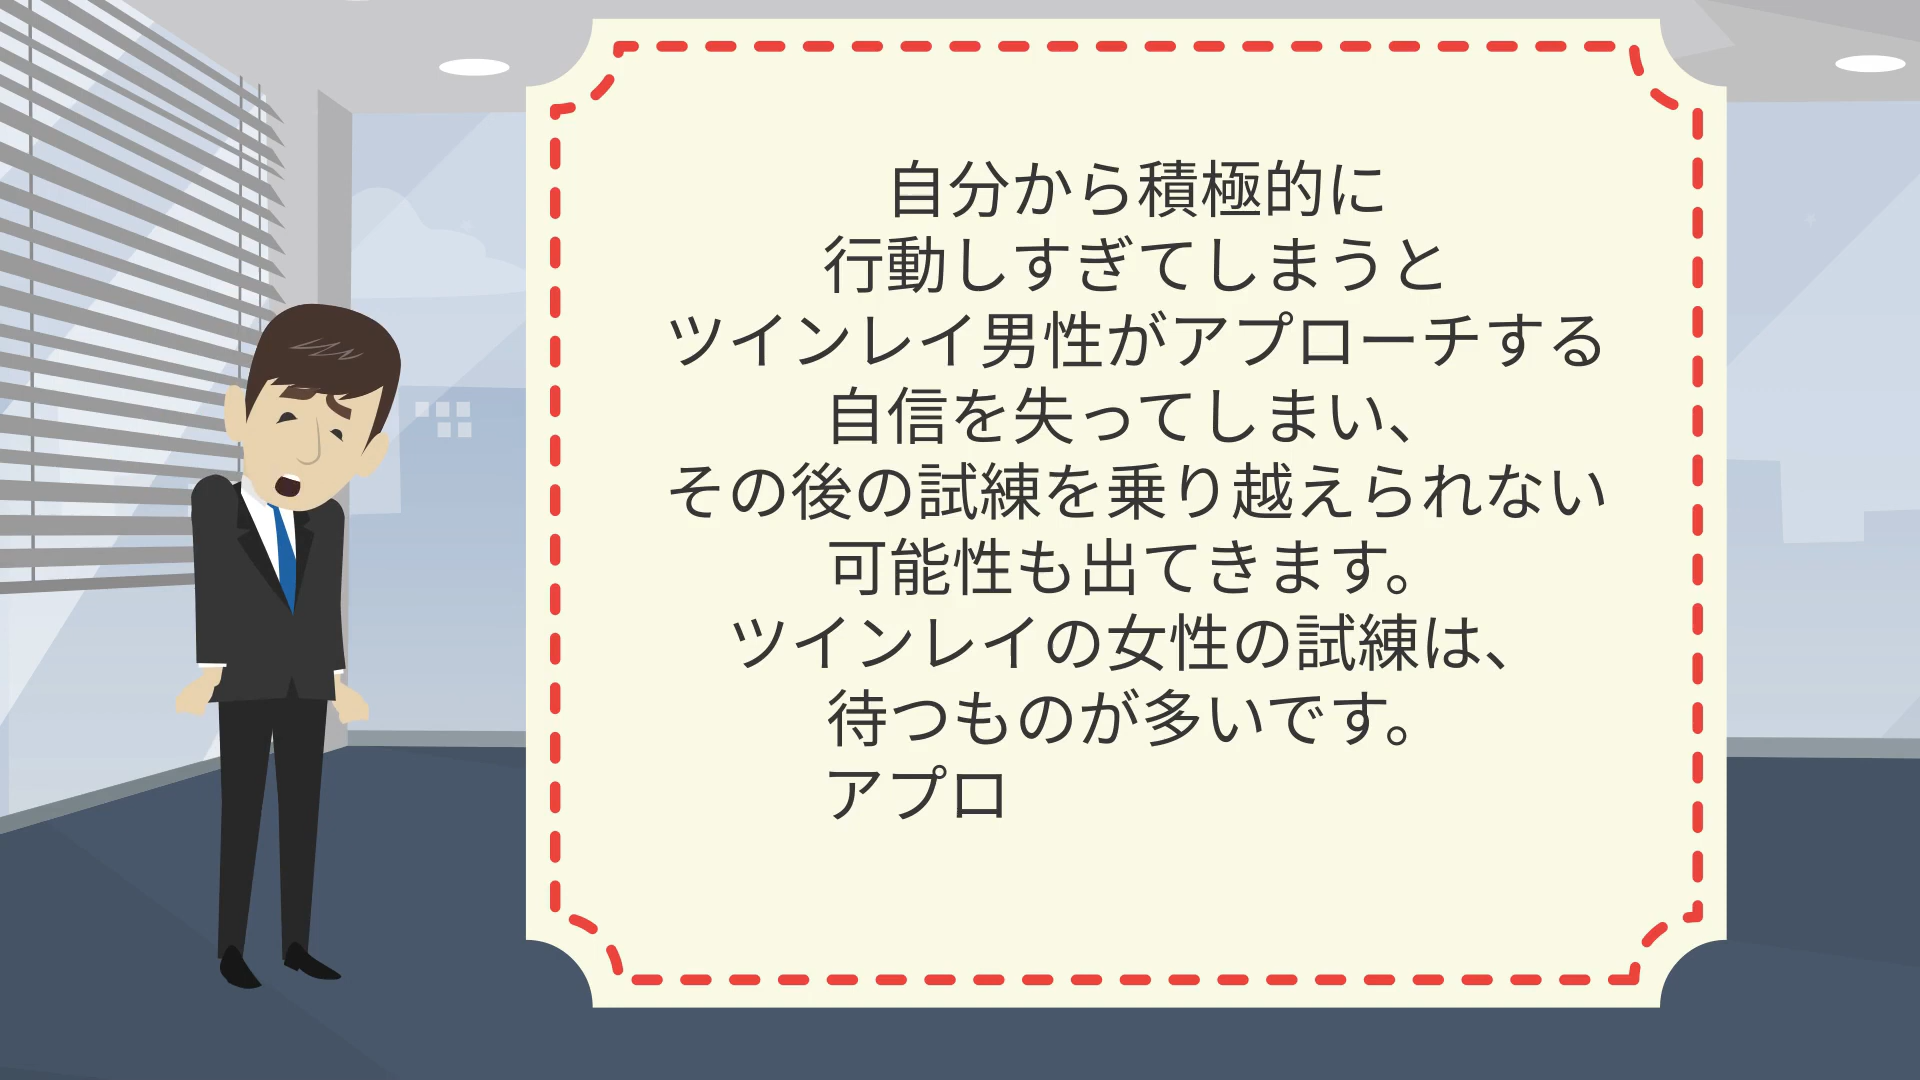 自分から積極的に
行動しすぎてしまうと
ツインレイ男性がアプローチする
自信を失ってしまい、
その後の試練を乗り越えられない
可能性も出てきます。
ツインレイの女性の試練は、
待つものが多いです。
アプロ